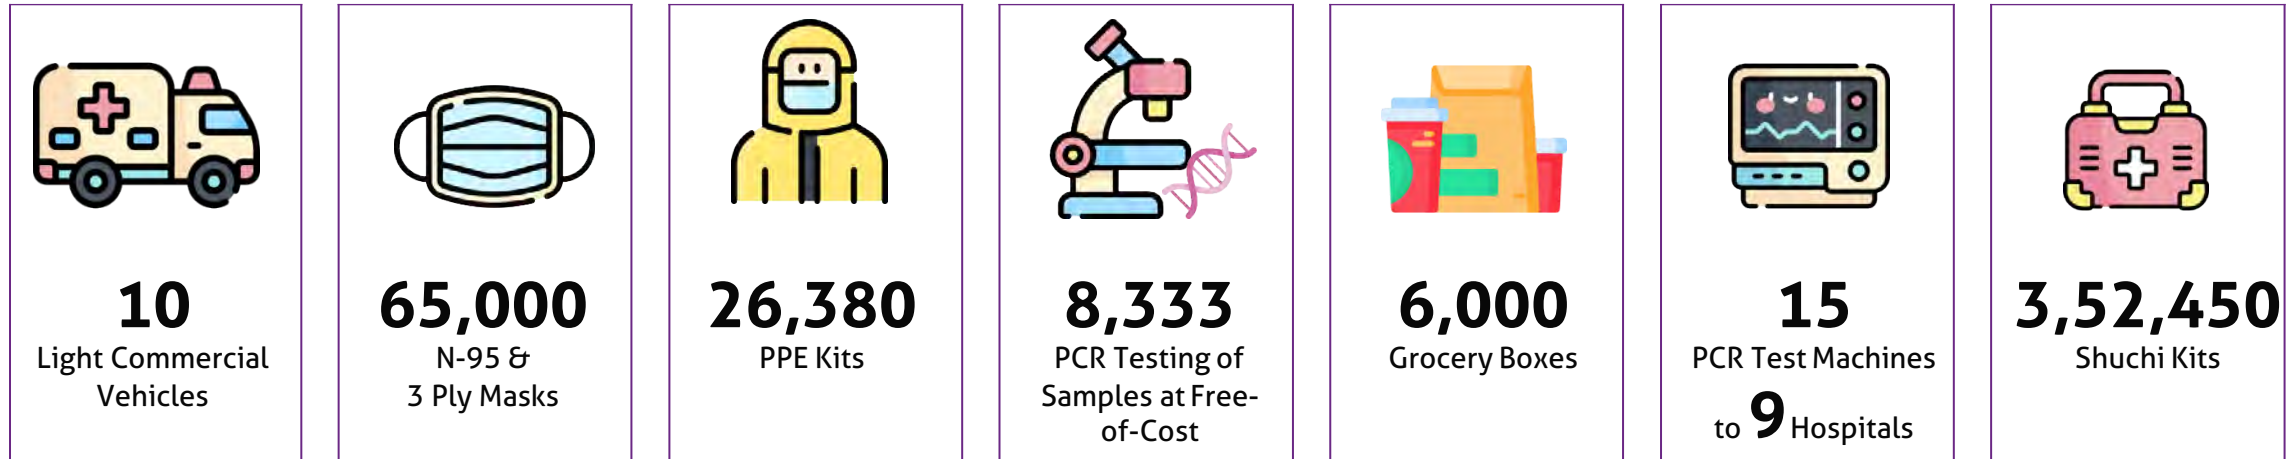 10
Light Commercial
Vehicles
65,000
N-95 &
3 Ply Masks
26,380
PPE Kits
8,333
PCR Testing of
Samples at Free-
of-Cost
6,000
Grocery Boxes
15
PCR Test Machines
to 9 Hospitals
3,52,450
Shuchi Kits